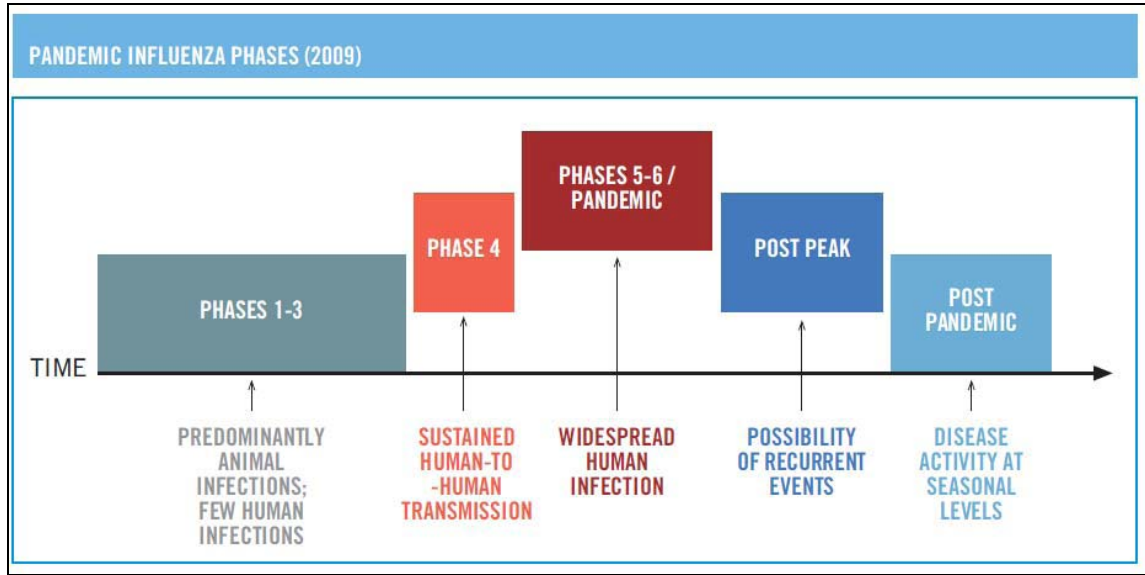 PANDEMIC INFLUENZA PHASES (2009)
PHASES 5-6 /
PANDEMIC
PHASE 4
POST PEAK
PHASES 1-3
POST
PANDEMIC
TIME
PREDOMINANTLY
ANIMAL
INFECTIONS;
FEW HUMAN
INFECTIONS
SUSTAINED
HUMAN-TO
-HUMAN
TRANSMISSION
WIDESPREAD
HUMAN
INFECTION
POSSIBILITY
OF RECURRENT
EVENTS
DISEASE
ACTIVITY AT
SEASONAL
LEVELS